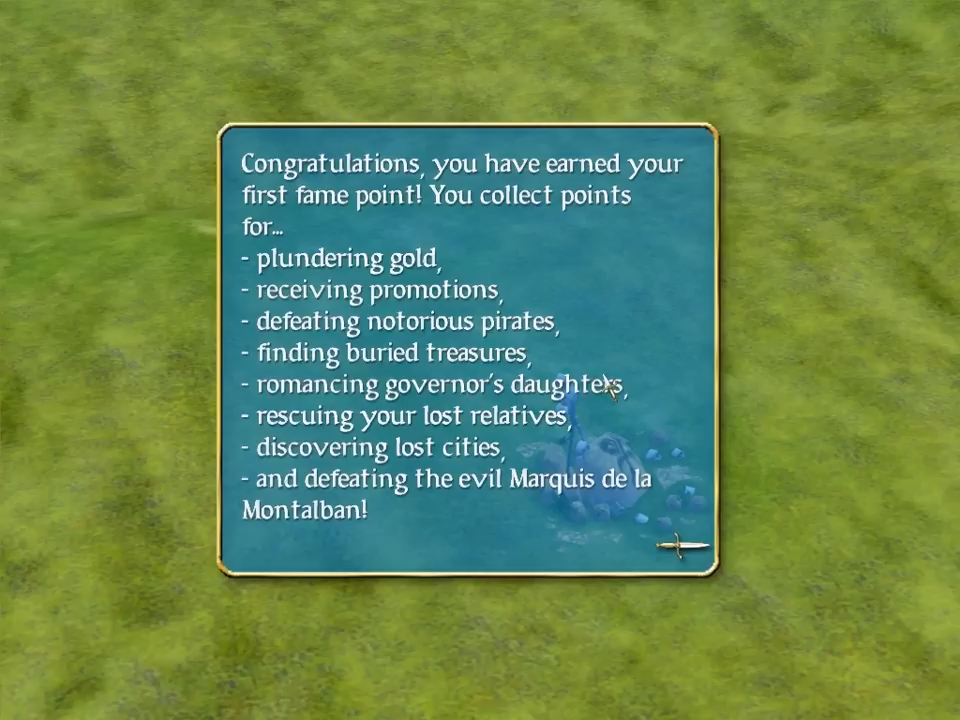 Congratulations, you have earned your
first fame point! You collect points
for...
- plundering gold,
- receiving promotions,
- defeating notorious pirates,
- finding buried treasures,
- romancing governor's daughters,
- rescuing your lost relatives,
- discovering lost cities,
- and defeating the evil Marquis de la
Montalban!